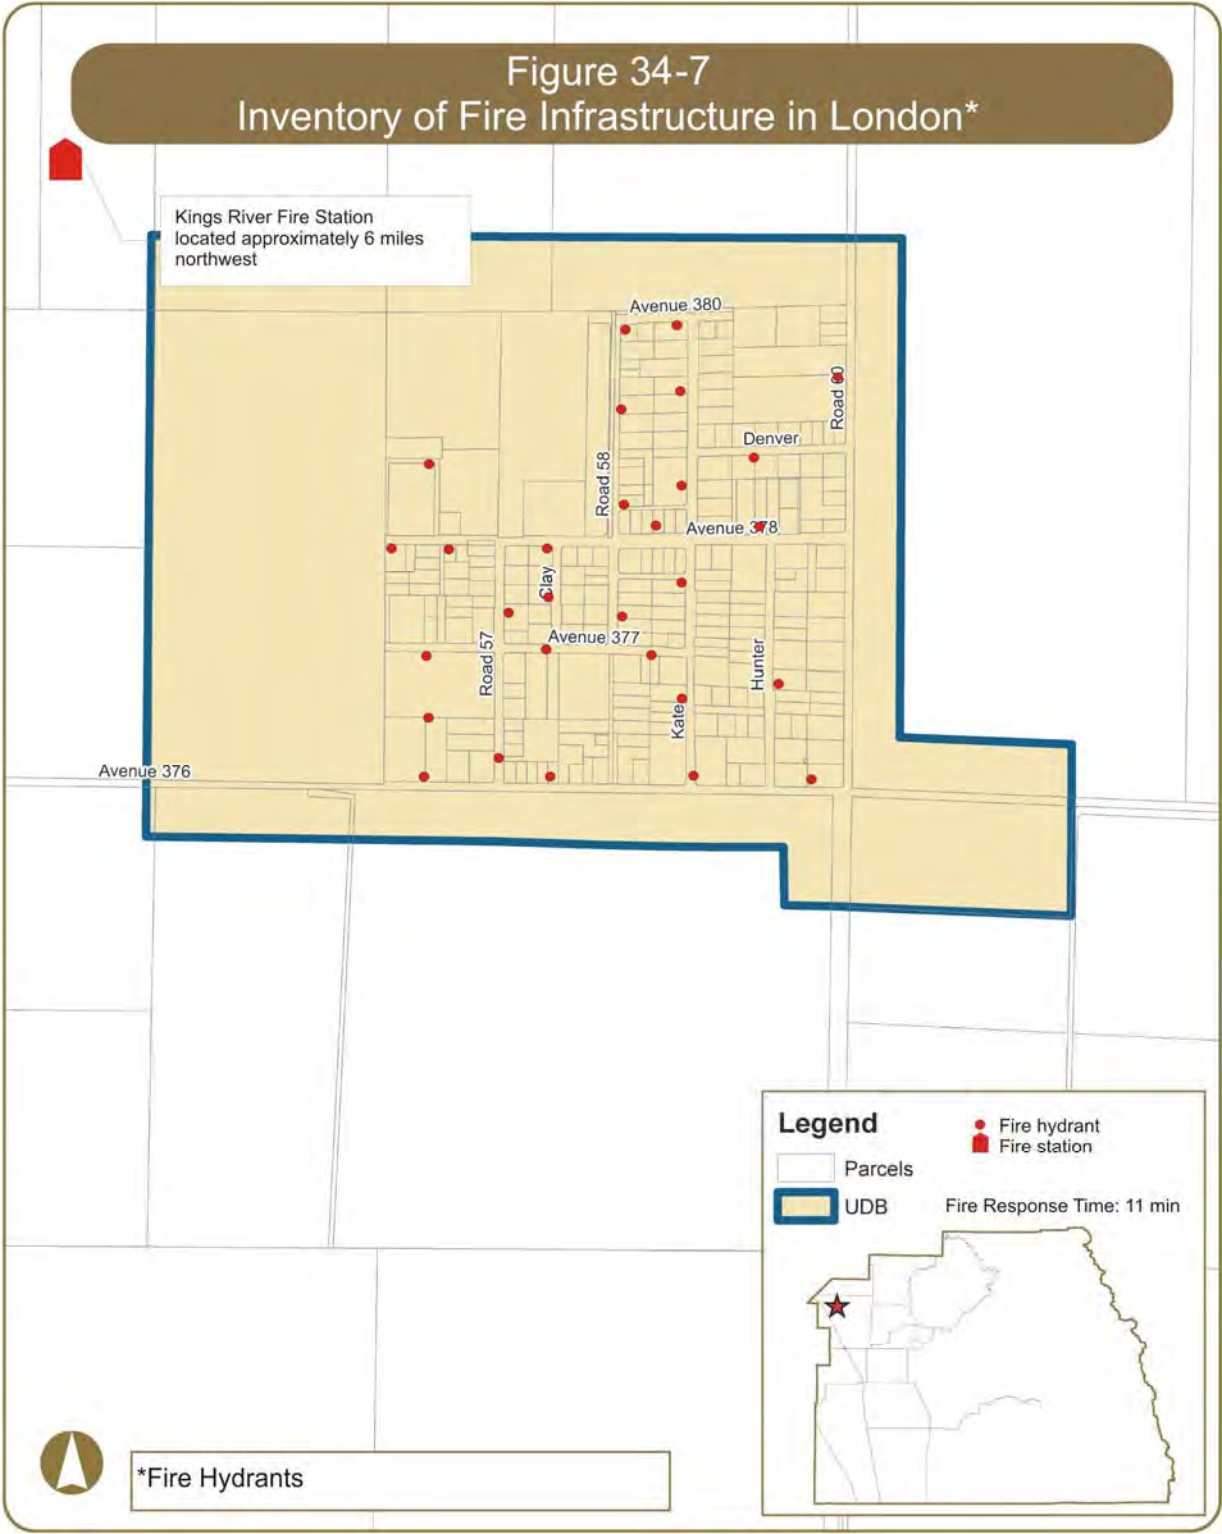 Figure 34-7
Inventory of Fire Infrastructure in London*
Kings River Fire Station
located approximately 6 miles
northwest
Avenue 380
Road 60
Denver
Road 58
Avenue 378
Clay
Avenue 377
Road 57
Hunter
Kate
Avenue 376
Legend
Fire hydrant
Fire station
Parcels
UDB
Fire Response Time: 11 min
*Fire Hydrants